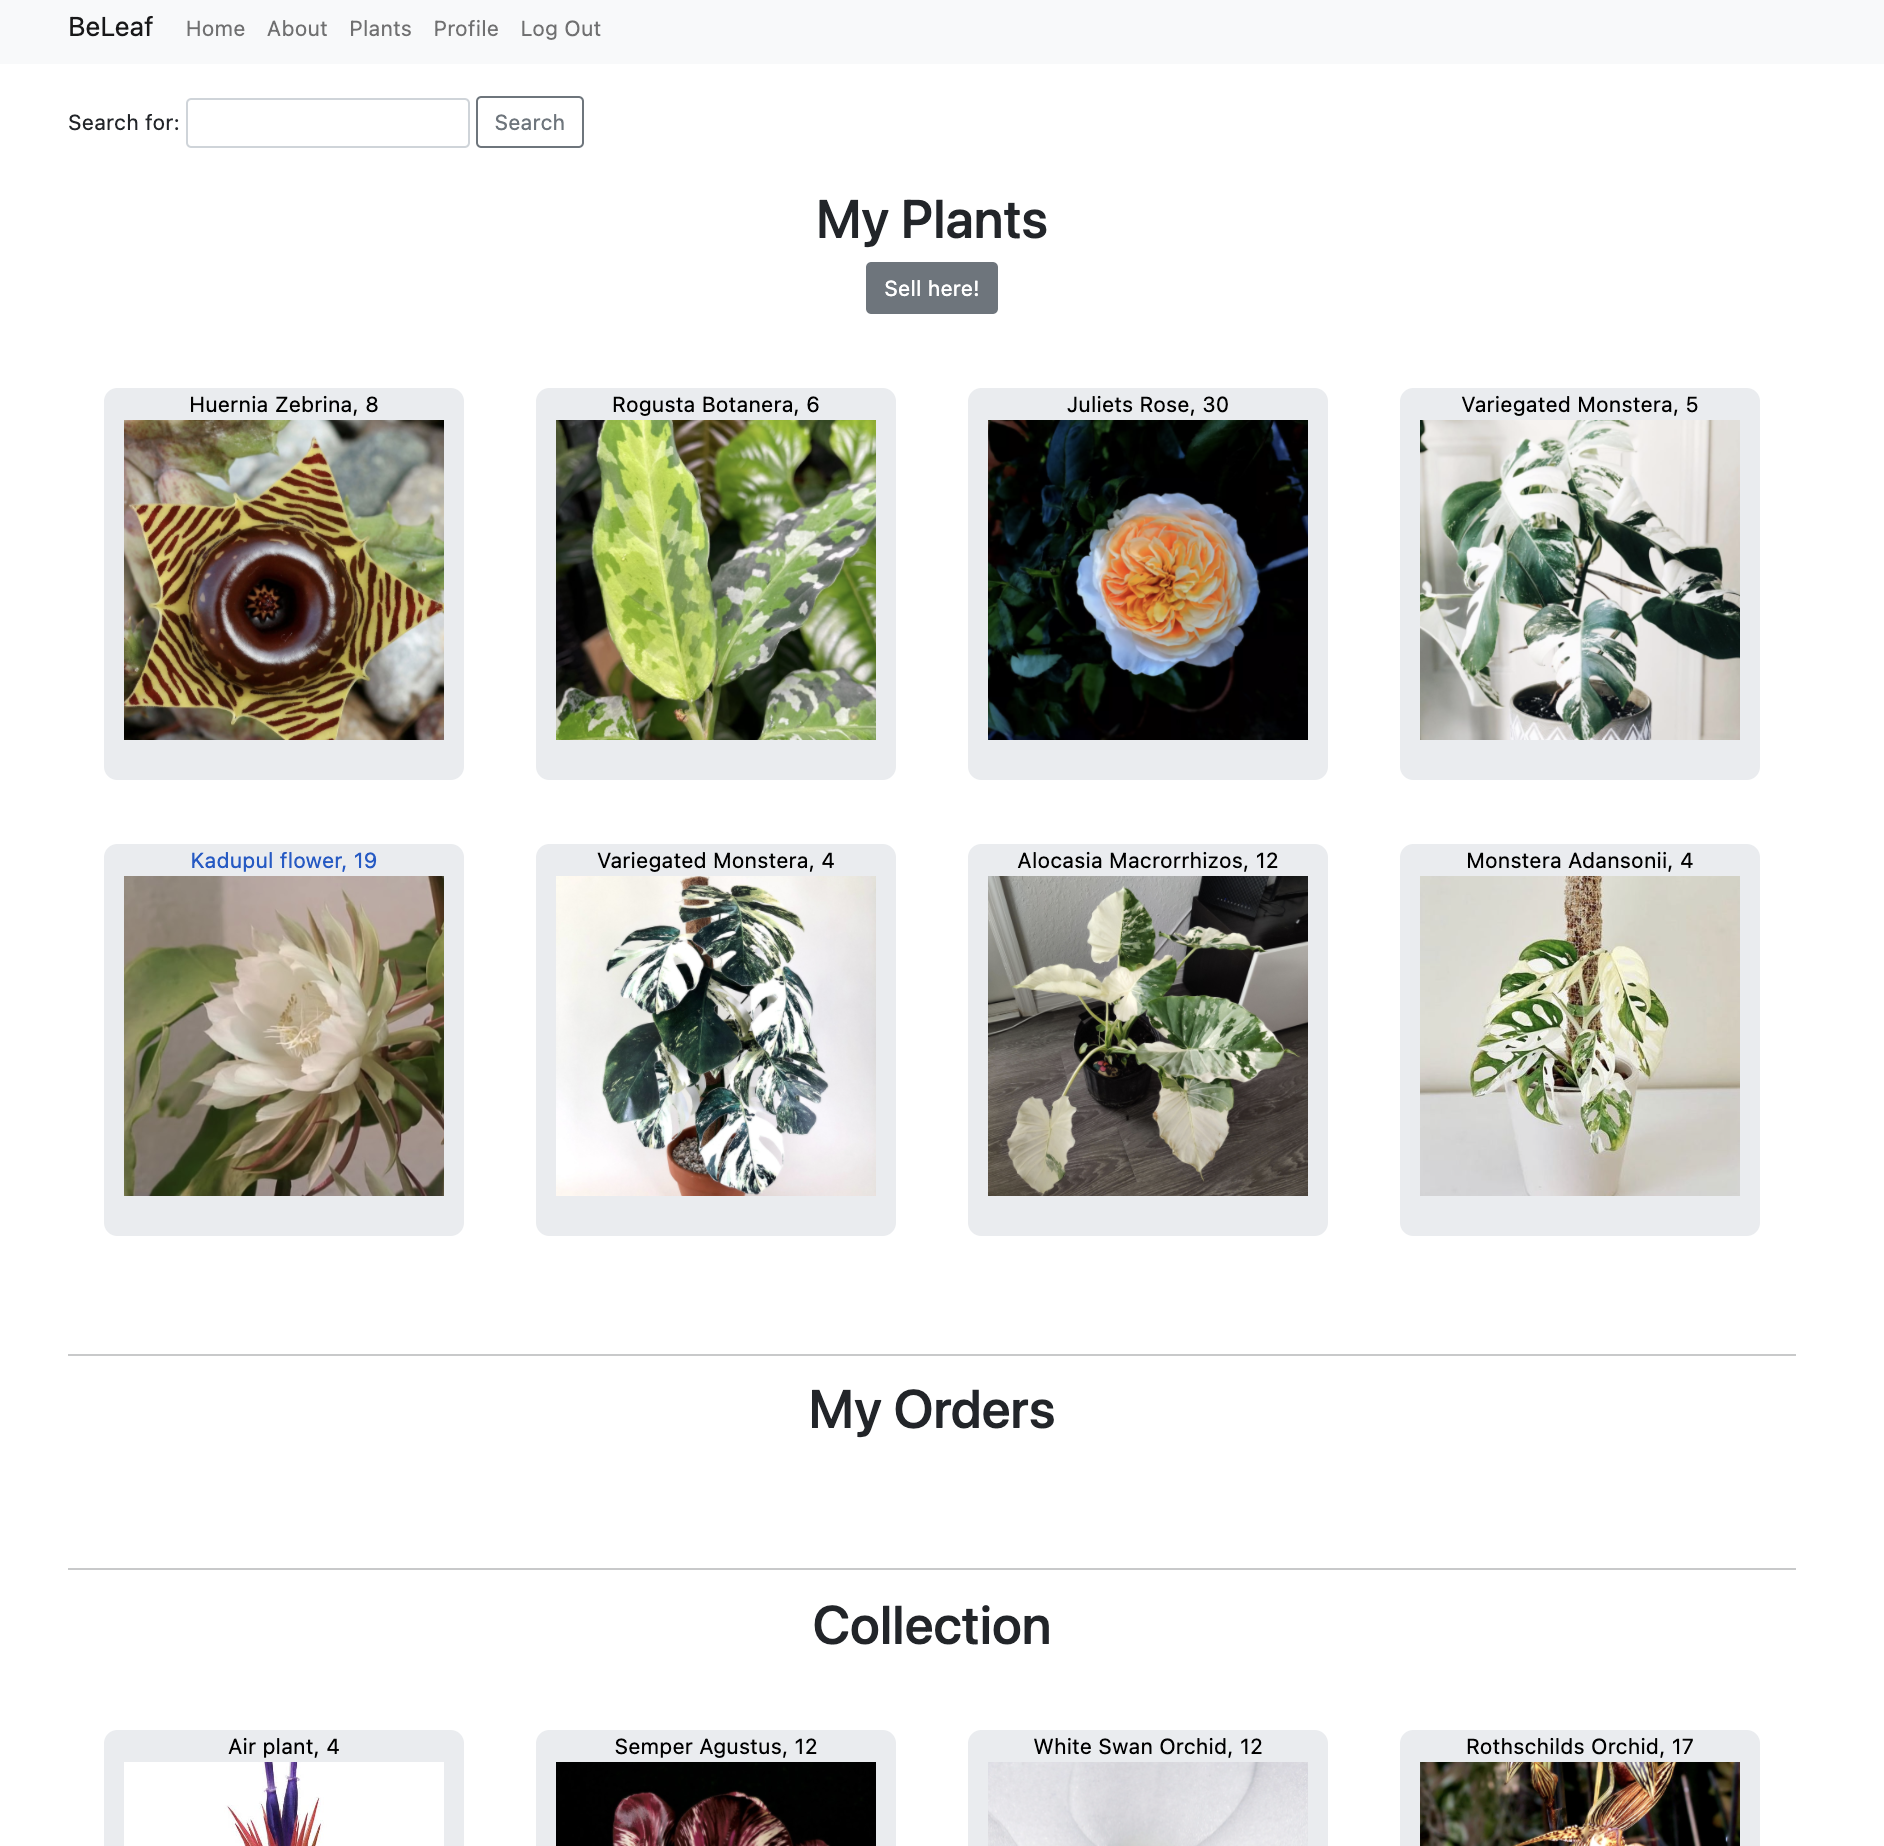 BeLeaf Home About Plants Profile Log Out
Search for: Search
My Plants
Sell here!
Huernia Zebrina, 8
Rogusta Botanera, 6
Juliets Rose, 30
Variegated Monstera, 5
Kadupul flower, 19
Variegated Monstera, 4
Alocasia Macrorrhizos, 12
Monstera Adansonii, 4
My Orders
Collection
Air plant, 4
Semper Agustus, 12
White Swan Orchid, 12
Rothschilds Orchid, 17